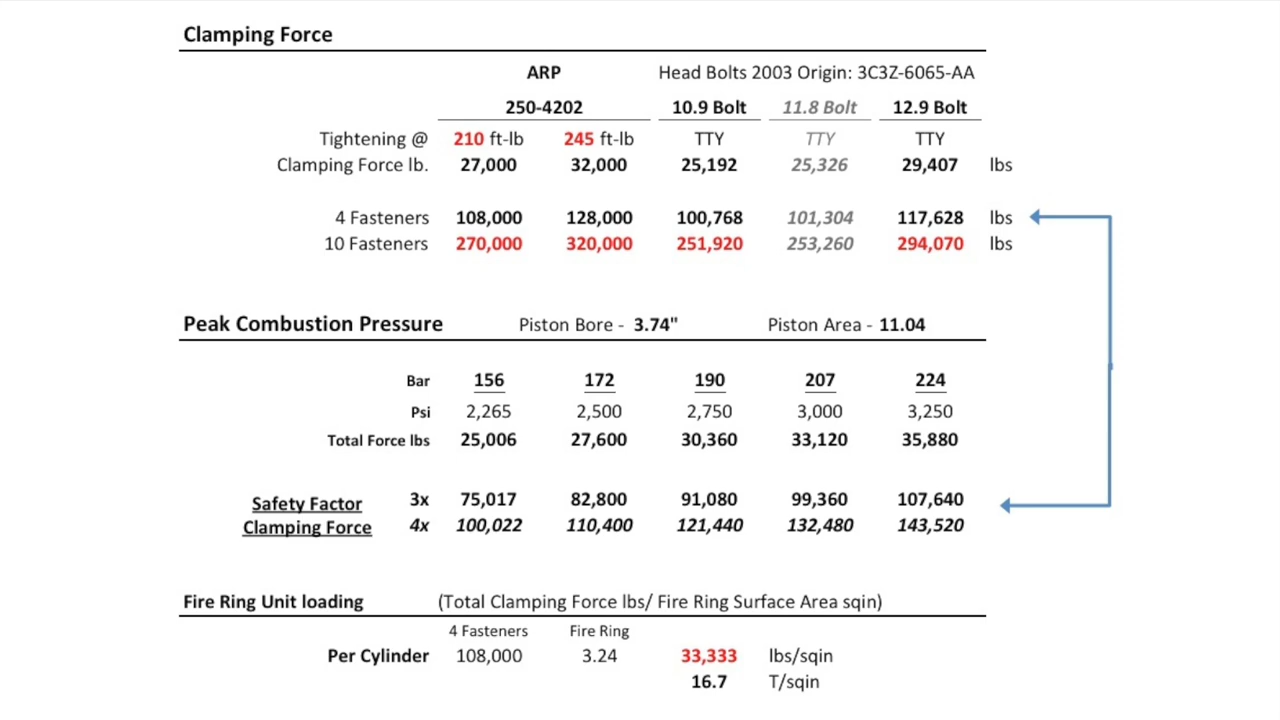 Clamping Force
ARP Head Bolts 2003 Origin: 3C3Z-6065-AA
250-4202 10.9 Bolt 11.8 Bolt 12.9 Bolt
Tightening @ 210 ft-lb 245 ft-lb TTY TTY TTY
Clamping Force lb. 27,000 32,000 25,192 25,326 29,407 lbs
4 Fasteners 108,000 128,000 100,768 101,304 117,628 lbs
10 Fasteners 270,000 320,000 251,920 253,260 294,070 lbs
Peak Combustion Pressure Piston Bore - 3.74" Piston Area - 11.04
Bar 156 172 190 207 224
Psi 2,265 2,500 2,750 3,000 3,250
Total Force lbs 25,006 27,600 30,360 33,120 35,880
Safety Factor 3x 75,017 82,800 91,080 99,360 107,640
Clamping Force 4x 100,022 110,400 121,440 132,480 143,520
Fire Ring Unit loading (Total Clamping Force lbs/ Fire Ring Surface Area sqin)
4 Fasteners Fire Ring
Per Cylinder 108,000 3.24 33,333 lbs/sqin
16.7 T/sqin